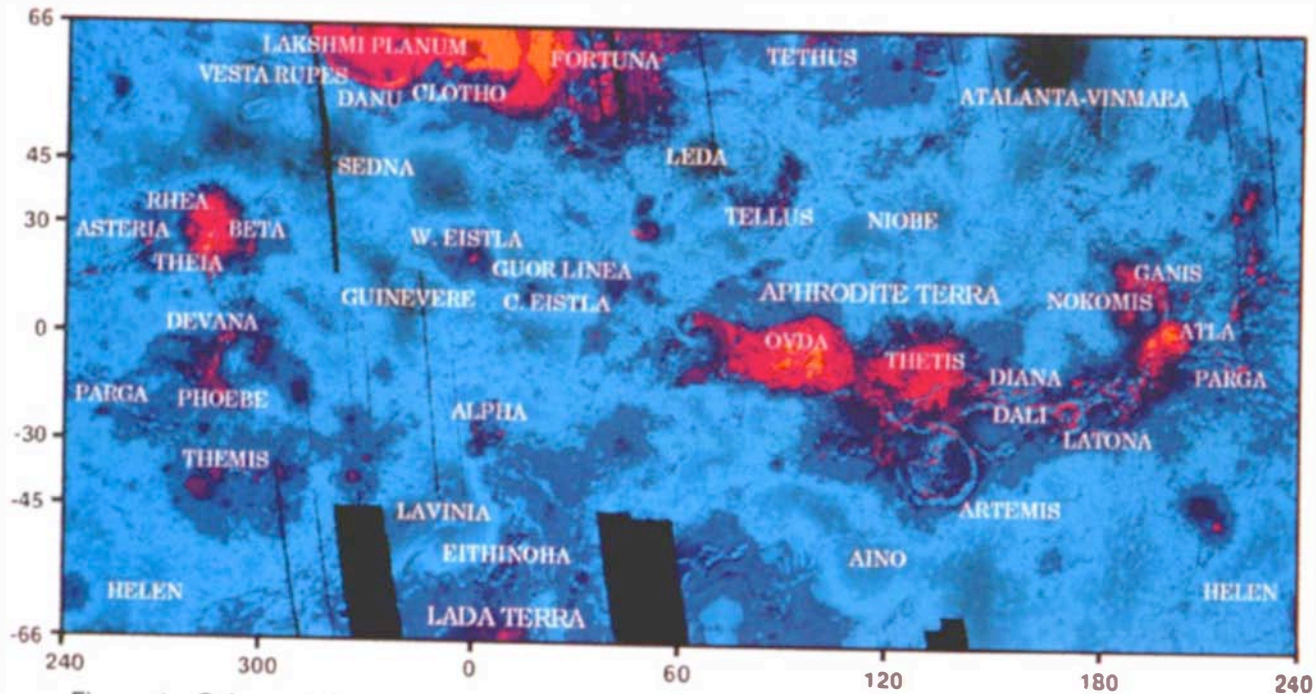 66
LAKSHMI PLANUM
FORTUNA
TETHUS
VESTA RUPES
DANU CLOTHO
ATALANTA-VINMARA
45
SEDNA
LEDA
RHEA
30
ASTERIA
BETA
TELLUS
NIOBE
W. EISTLA
THEIA
GUOR LINEA
GANIS
GUINEVERE
C. EISTLA
APHRODITE TERRA
NOKOMIS
0
DEVANA
OVDA
ATLA
THETIS
DIANA
PARGA
PARGA
PHOEBE
ALPHA
DALI
-30
LATONA
THEMIS
-45
LAVINIA
ARTEMIS
EITHINOHA
AINO
HELEN
HELEN
LADA TERRA
-66
240 300 0 60 120 180 240